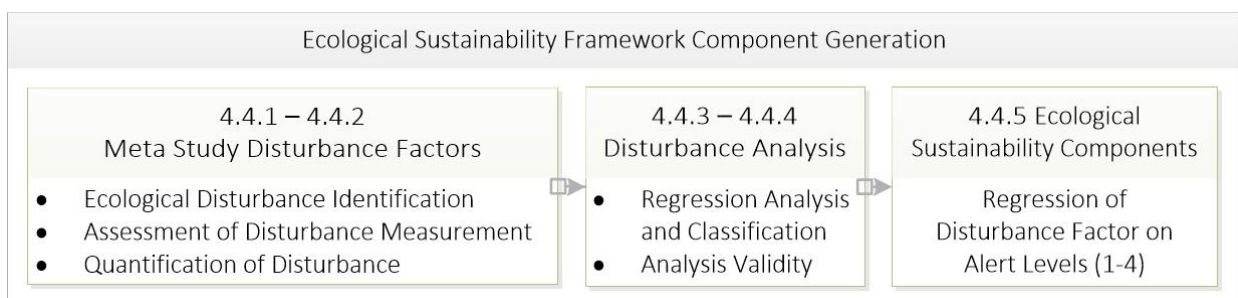 Ecological Sustainability Framework Component Generation
4.4.1 – 4.4.2
Meta Study Disturbance Factors
● Ecological Disturbance Identification
● Assessment of Disturbance Measurement
● Quantification of Disturbance
4.4.3 – 4.4.4
Disturbance Analysis
● Regression Analysis
and Classification
● Analysis Validity
4.4.5 Ecological
Sustainability Components
Regression of
Disturbance Factor on
Alert Levels (1-4)